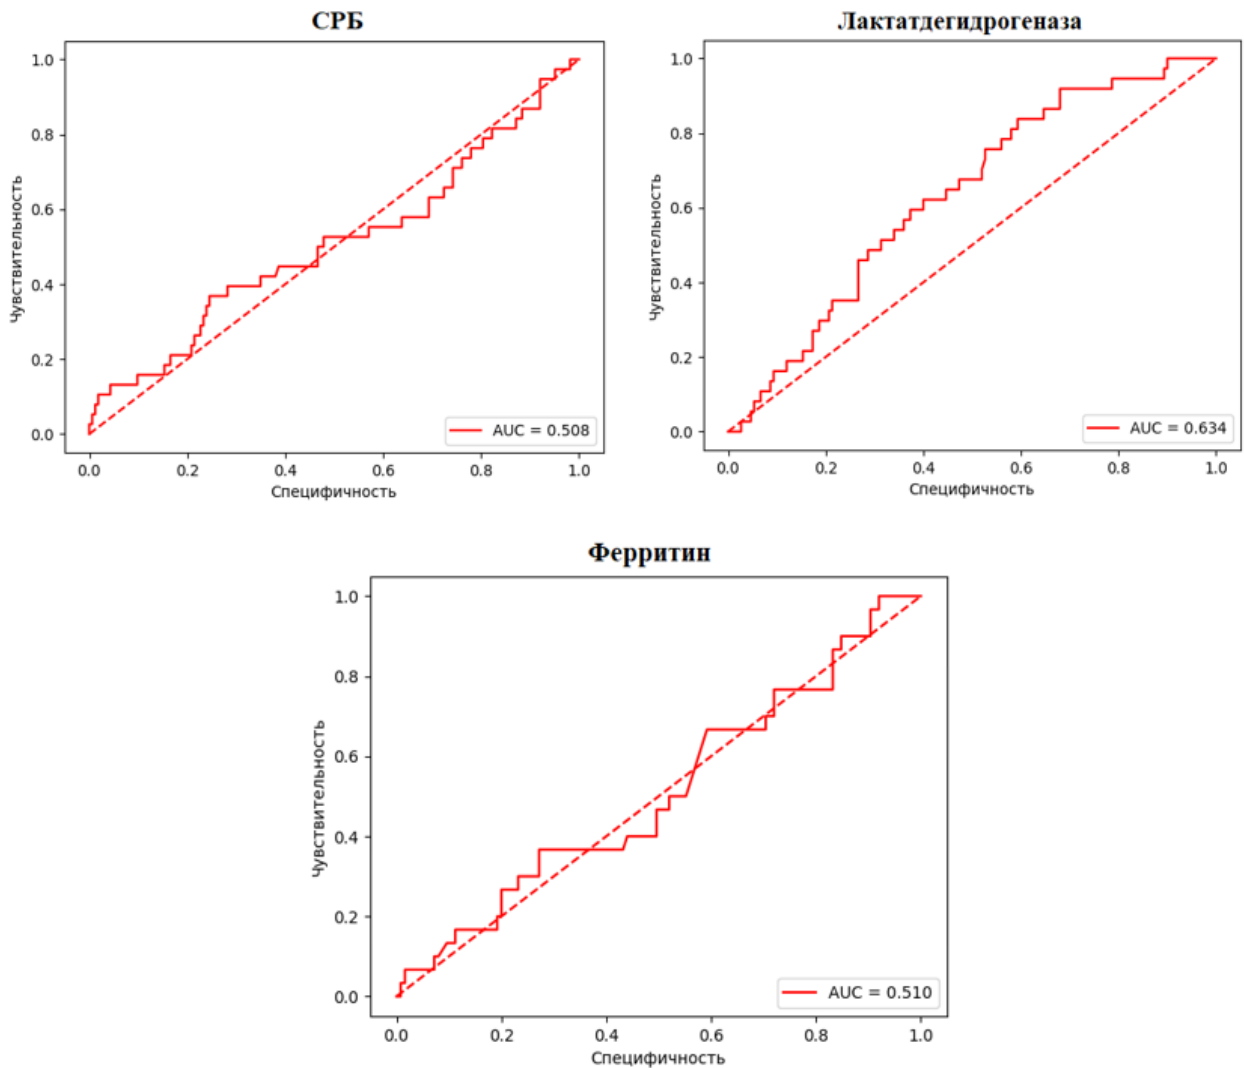 СРБ
1.0
0.8
0.6
0.4
0.2
0.0
Чувствительность
0.0 0.2 0.4 0.6 0.8 1.0
Специфичность
AUC = 0.508
Лактатдегидрогеназа
1.0
0.8
0.6
0.4
0.2
0.0
Чувствительность
0.0 0.2 0.4 0.6 0.8 1.0
Специфичность
AUC = 0.634
Ферритин
1.0
0.8
0.6
0.4
0.2
0.0
Чувствительность
0.0 0.2 0.4 0.6 0.8 1.0
Специфичность
AUC = 0.510